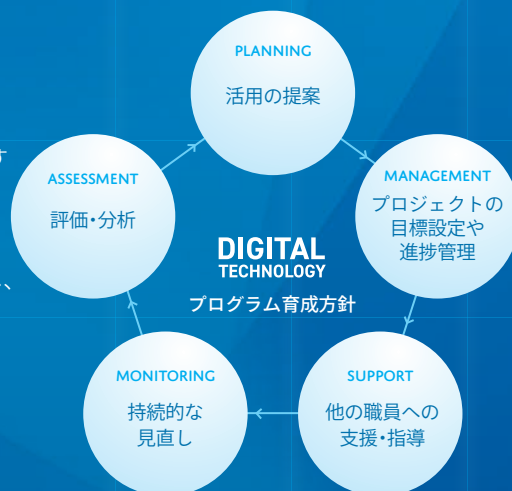 PLANNING
活用の提案
す
ASSESSMENT
評価・分析
MANAGEMENT
プロジェクトの
目標設定や
進捗管理
DIGITAL
TECHNOLOGY
プログラム育成方針
、
MONITORING
持続的な
見直し
SUPPORT
他の職員への
支援・指導